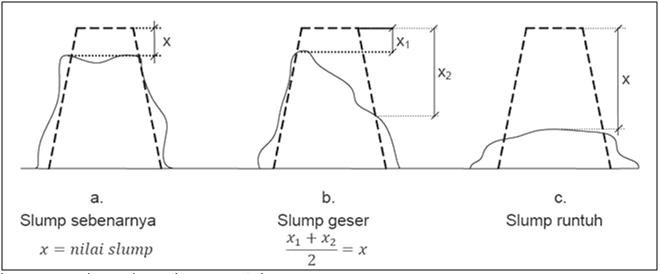 x
x₁
x₂
x
a.
b.
c.
Slump sebenarnya
Slump geser
Slump runtuh
x = nilai slump
x₁ + x₂
2
= x